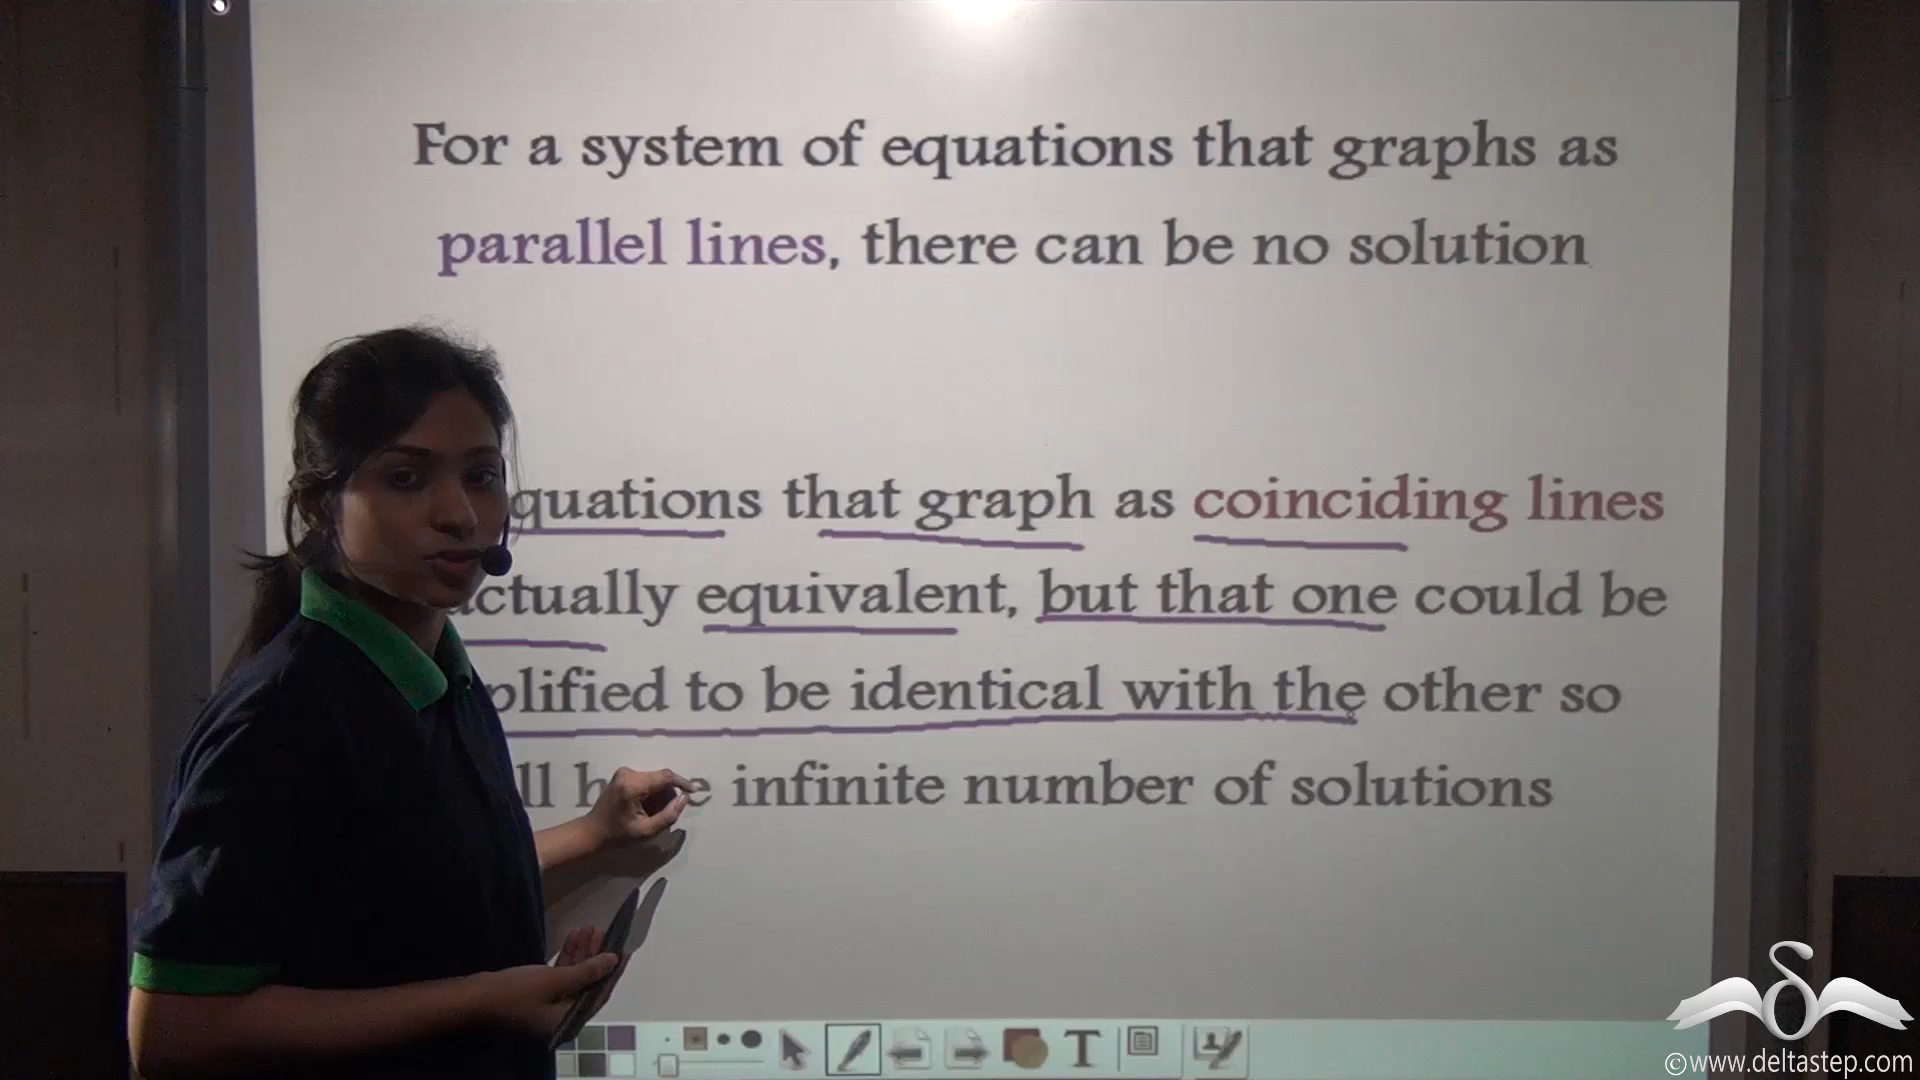 For a system of equations that graphs as
parallel lines, there can be no solution
quations that graph as coinciding lines
actually equivalent, but that one could be
plified to be identical with the other so
infinite number of solutions
T
©www.deltastep.com